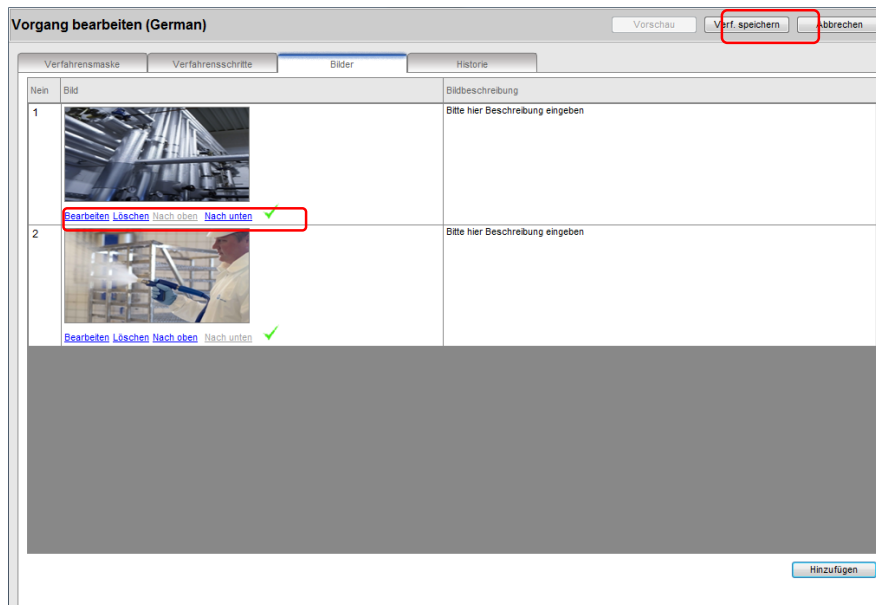 Vorgang bearbeiten (German)
Vorschau Verf. speichern Abbrechen
Verfahrensmaske Verfahrensschritte Bilder Historie
Nein Bild Bildbeschreibung
1 Bitte hier Beschreibung eingeben
Bearbeiten Löschen Nach oben Nach unten
2 Bitte hier Beschreibung eingeben
Bearbeiten Löschen Nach oben Nach unten
Hinzufügen